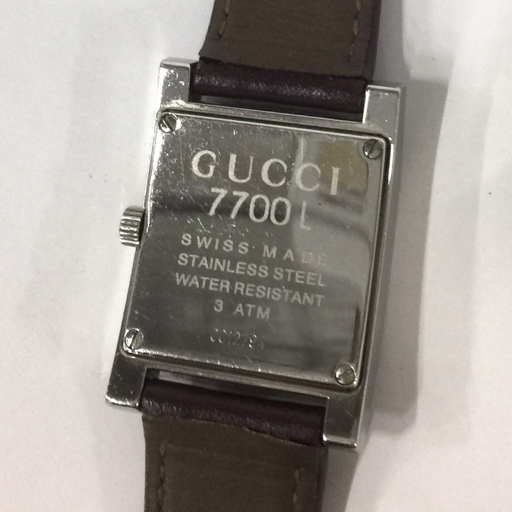 GUCCI
7700 L
SWISS MADE
STAINLESS STEEL
WATER RESISTANT
3 ATM